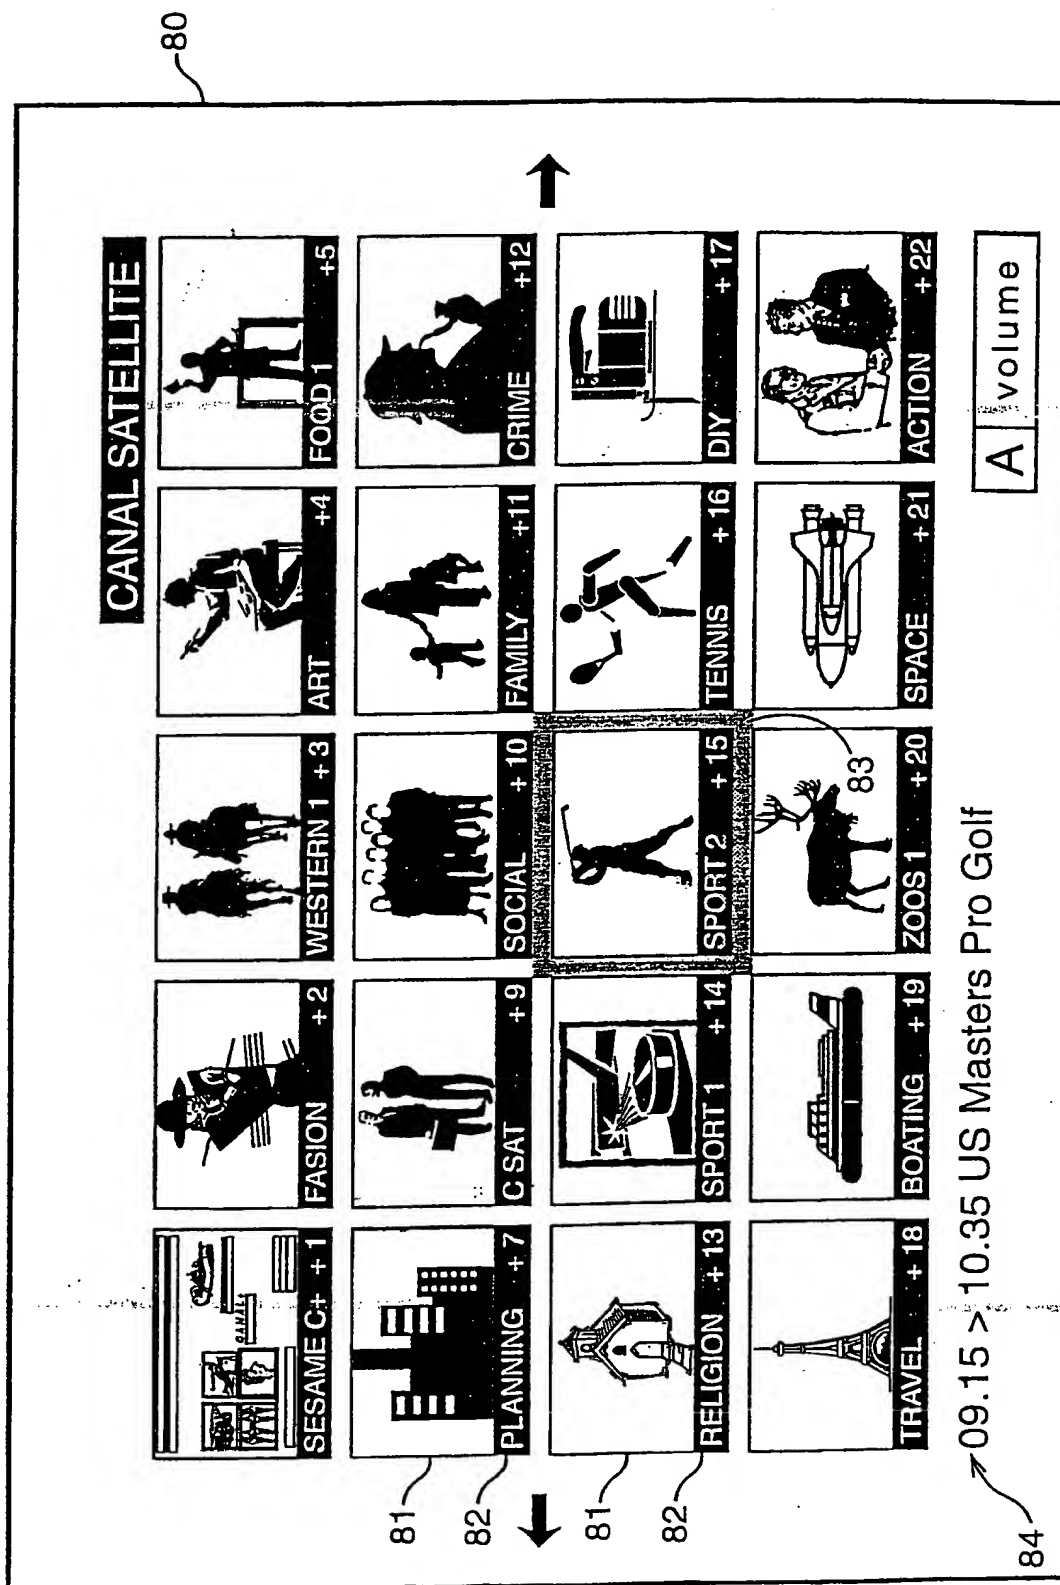 80
CANAL SATELLITE
SESAME C+ + 1
FASION + 2
WESTERN 1 + 3
ART +4
FOOD 1 +5
81
82
PLANNING + 7
C SAT + 9
SOCIAL + 10
FAMILY +11
CRIME +12
81
82
RELIGION + 13
SPORT 1 + 14
SPORT 2 + 15
TENNIS + 16
DIY + 17
83
TRAVEL + 18
BOATING + 19
ZOOS 1 + 20
SPACE + 21
ACTION + 22
84
09.15 > 10.35 US Masters Pro Golf
A volume